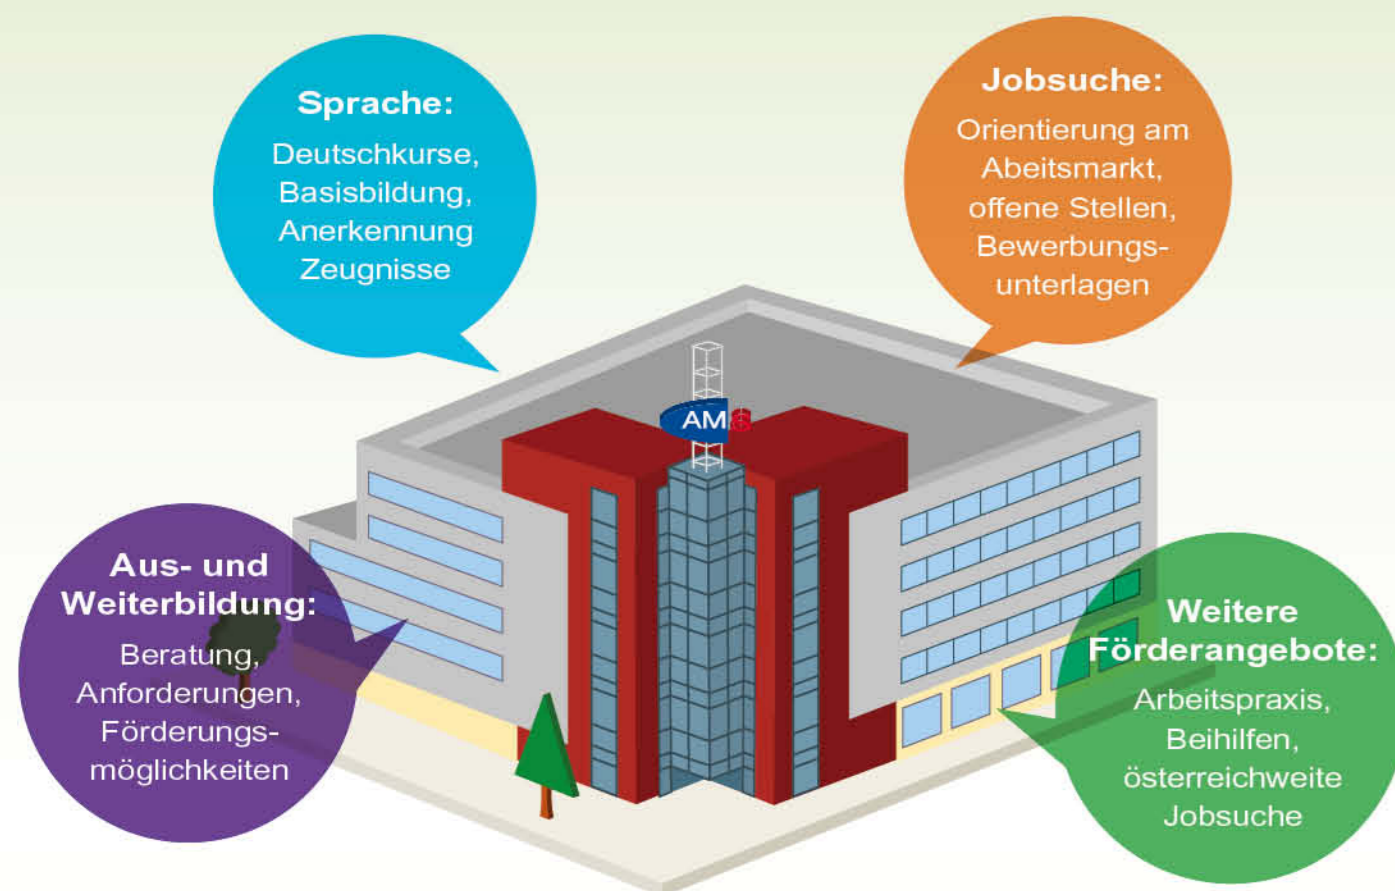 Sprache:
Deutschkurse,
Basisbildung,
Anerkennung
Zeugnisse
Jobsuche:
Orientierung am
Abeitsmarkt,
offene Stellen,
Bewerbungs-
unterlagen
AM
Aus- und
Weiterbildung:
Beratung,
Anforderungen,
Förderungs-
möglichkeiten
Weitere
Förderangebote:
Arbeitspraxis,
Beihilfen,
österreichweite
Jobsuche